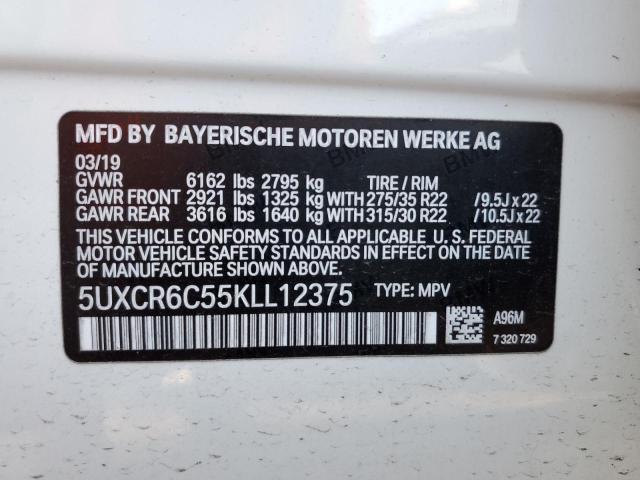 MFD BY BAYERISCHE MOTOREN WERKE AG
03/19
GVWR 6162 lbs 2795 kg TIRE / RIM
GAWR FRONT 2921 lbs 1325 kg WITH 275/35 R22 /9.5J x 22
GAWR REAR 3616 lbs 1640 kg WITH 315/30 R22 /10.5J x 22
THIS VEHICLE CONFORMS TO ALL APPLICABLE U. S. FEDERAL
MOTOR VEHICLE SAFETY STANDARDS IN EFFECT ON THE
DATE OF MANUFACTURE SHOWN ABOVE.
5UXCR6C55KLL12375 TYPE: MPV
A96M
7 320 729